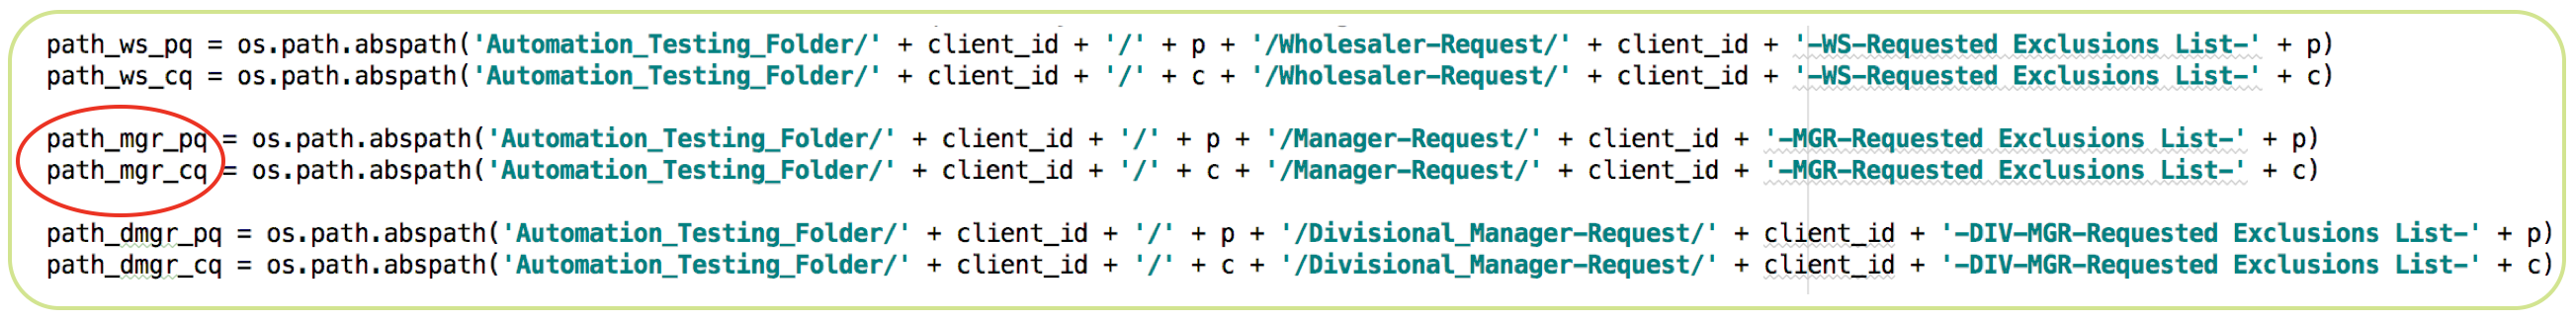 path_ws_pq = os.path.abspath('Automation_Testing_Folder/' + client_id + '/' + p + '/Wholesaler-Request/' + client_id + '-WS-Requested Exclusions List-' + p)
path_ws_cq = os.path.abspath('Automation_Testing_Folder/' + client_id + '/' + c + '/Wholesaler-Request/' + client_id + '-WS-Requested Exclusions List-' + c)
path_mgr_pq = os.path.abspath('Automation_Testing_Folder/' + client_id + '/' + p + '/Manager-Request/' + client_id + '-MGR-Requested Exclusions List-' + p)
path_mgr_cq = os.path.abspath('Automation_Testing_Folder/' + client_id + '/' + c + '/Manager-Request/' + client_id + '-MGR-Requested Exclusions List-' + c)
path_dmgr_pq = os.path.abspath('Automation_Testing_Folder/' + client_id + '/' + p + '/Divisional_Manager-Request/' + client_id + '-DIV-MGR-Requested Exclusions List-' + p)
path_dmgr_cq = os.path.abspath('Automation_Testing_Folder/' + client_id + '/' + c + '/Divisional_Manager-Request/' + client_id + '-DIV-MGR-Requested Exclusions List-' + c)